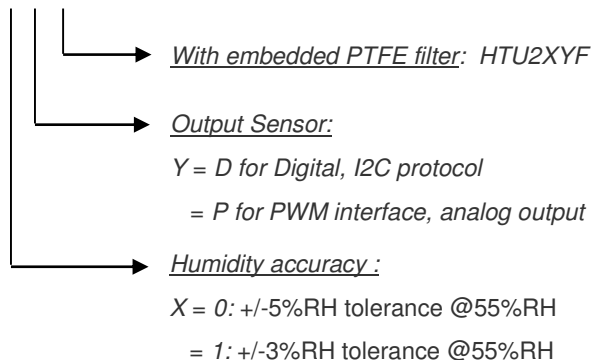 With embedded PTFE filter: HTU2XYF
Output Sensor:
Y = D for Digital, I2C protocol
= P for PWM interface, analog output
Humidity accuracy :
X = 0: +/-5%RH tolerance @55%RH
= 1: +/-3%RH tolerance @55%RH